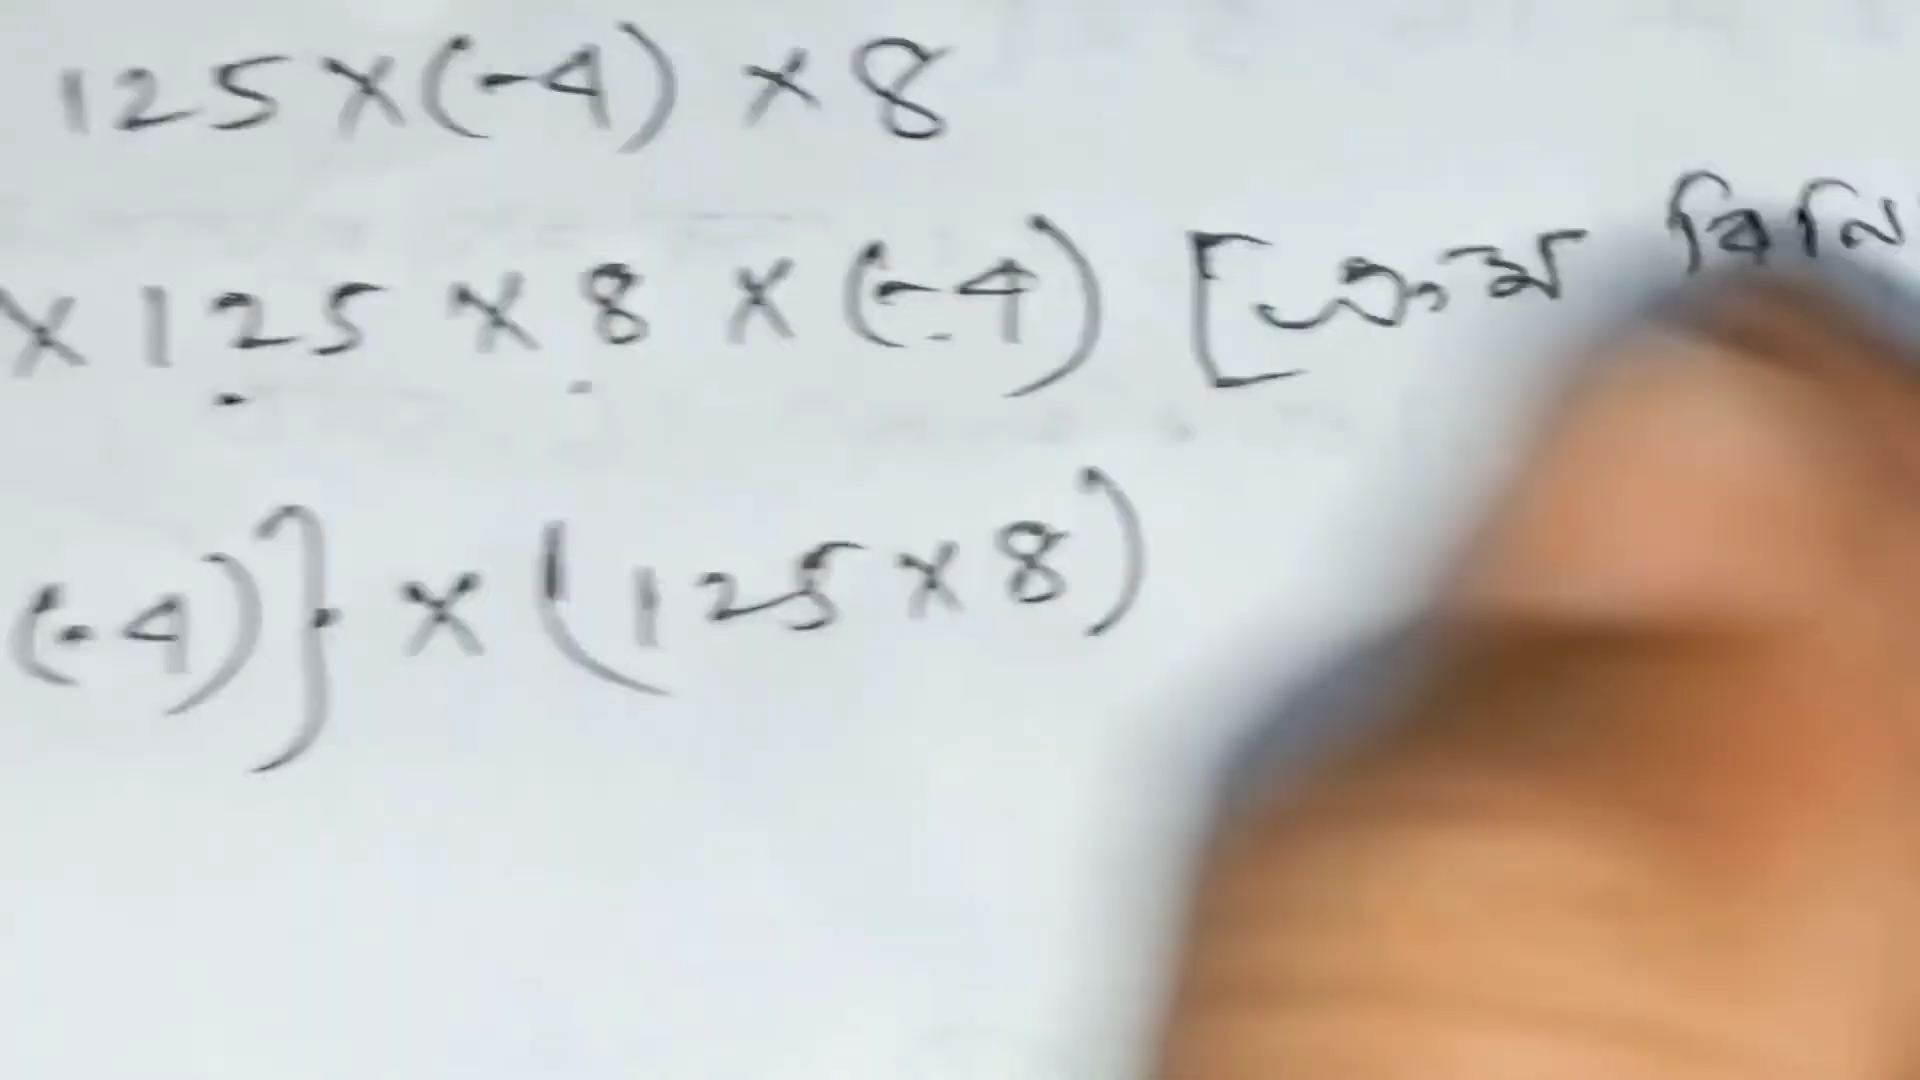 125 × (-4) × 8
× 125 × 8 × (-4) [
(-4)} × (125 × 8)